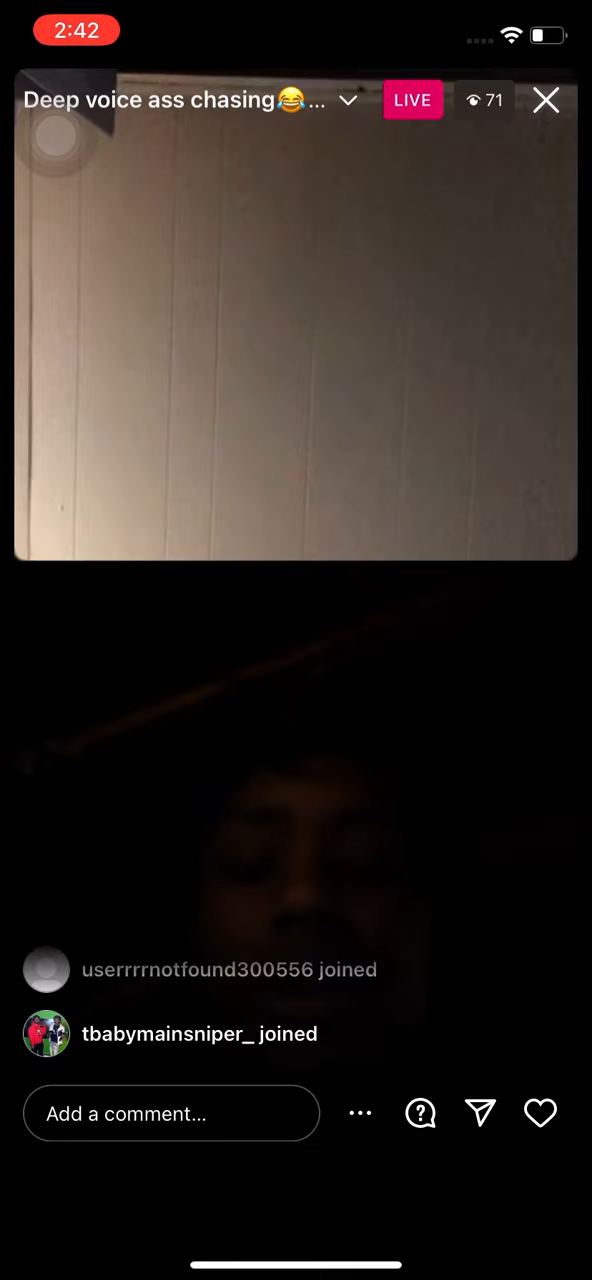 2:42
Deep voice ass chasing😂...
LIVE
71
userrrrnotfound300556 joined
tbabymainsniper_ joined
Add a comment...